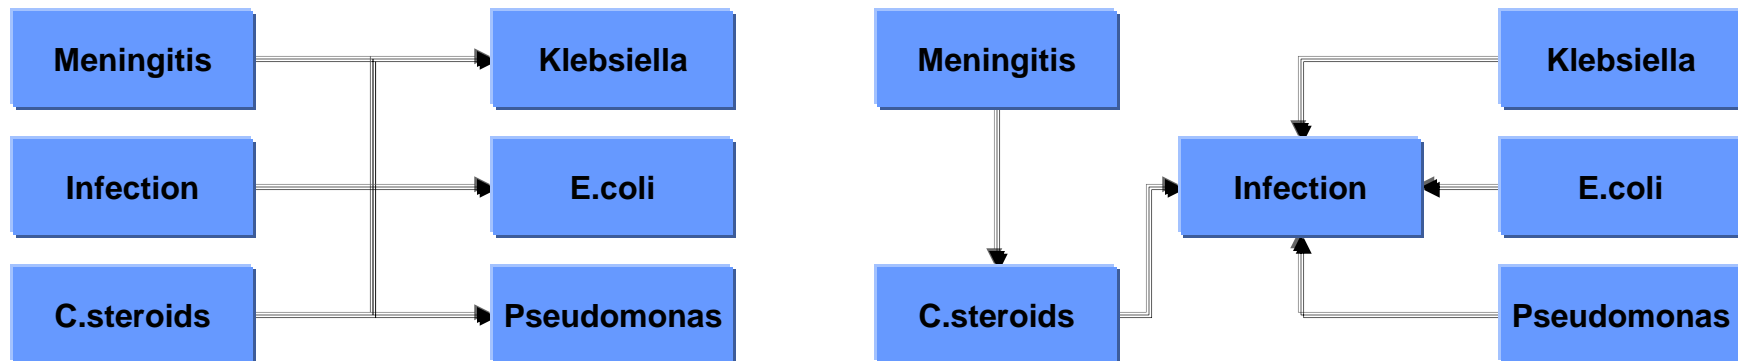 Meningitis
Klebsiella
Infection
E.coli
C.steroids
Pseudomonas
Meningitis
Klebsiella
Infection
E.coli
C.steroids
Pseudomonas